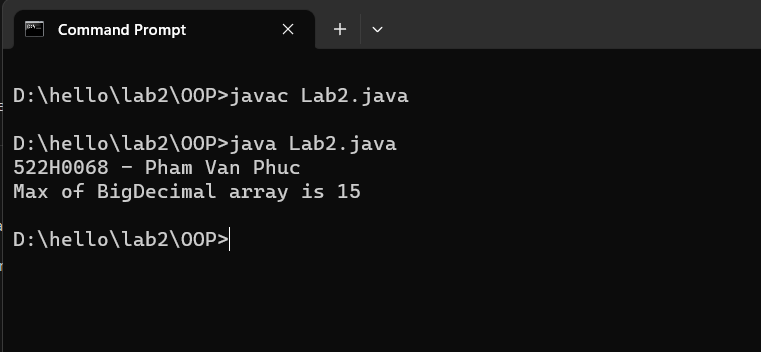 Command Prompt
D:\hello\lab2\OOP>javac Lab2.java
D:\hello\lab2\OOP>java Lab2.java
522H0068 - Pham Van Phuc
Max of BigDecimal array is 15
D:\hello\lab2\OOP>